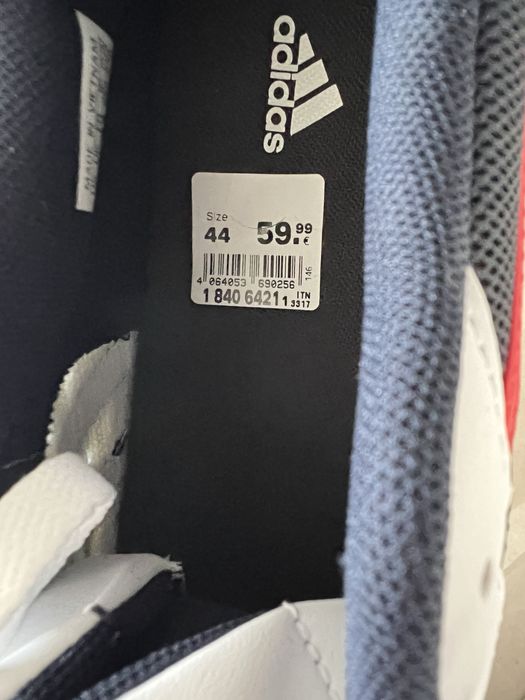 adidas
Size
44 59.99 €
146
4 064053 690256
1 840 6421 1 ITN 3317